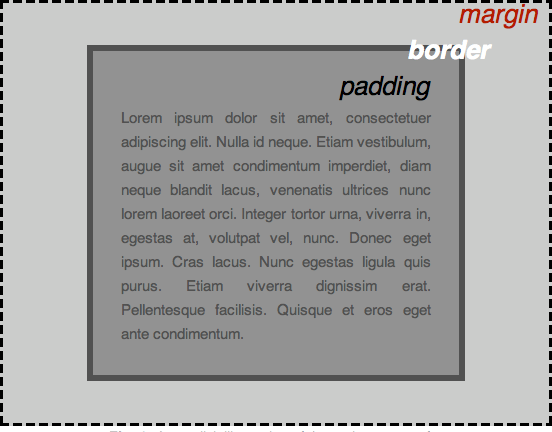 margin
border
padding
Lorem ipsum dolor sit amet, consectetuer
adipiscing elit. Nulla id neque. Etiam vestibulum,
augue sit amet condimentum imperdiet, diam
neque blandit lacus, venenatis ultrices nunc
lorem laoreet orci. Integer tortor urna, viverra in,
egestas at, volutpat vel, nunc. Donec eget
ipsum. Cras lacus. Nunc egestas ligula quis
purus. Etiam viverra dignissim erat.
Pellentesque facilisis. Quisque et eros eget
ante condimentum.